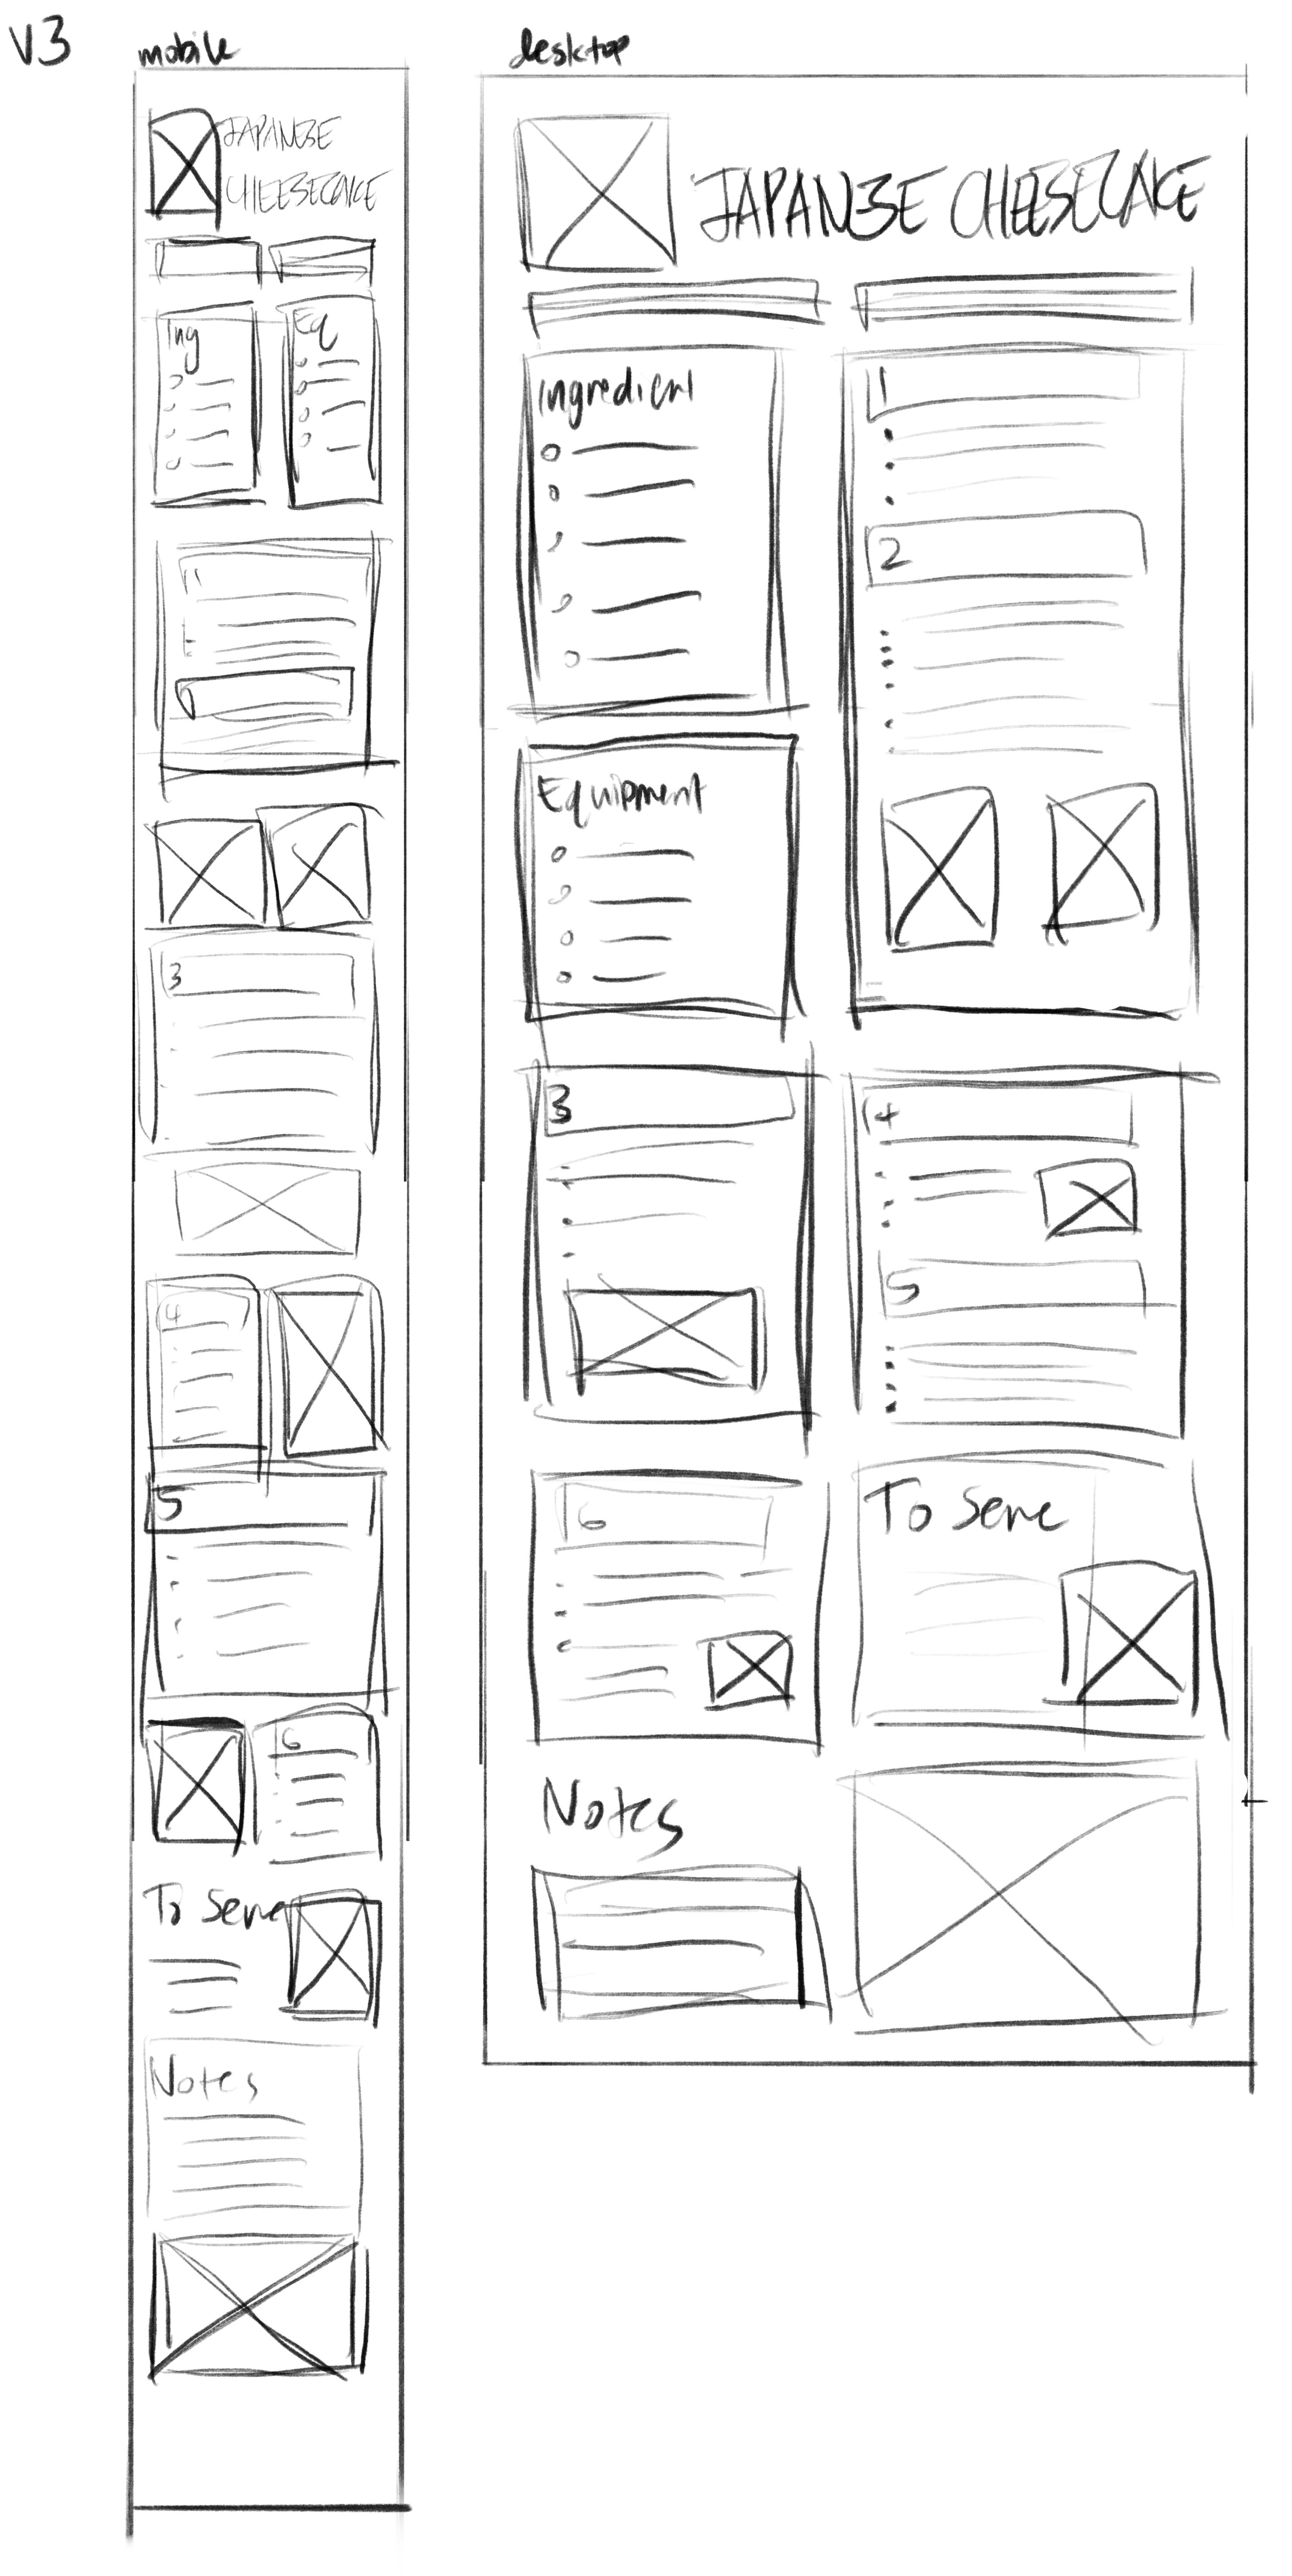 V3
mobile
JAPANESE
CHEESECAKE
Ing
Eq
3
4
5
6
To Serve
Notes
desktop
JAPANESE CHEESECAKE
Ingredient
Equipment
1
2
3
4
5
6
To Serve
Notes